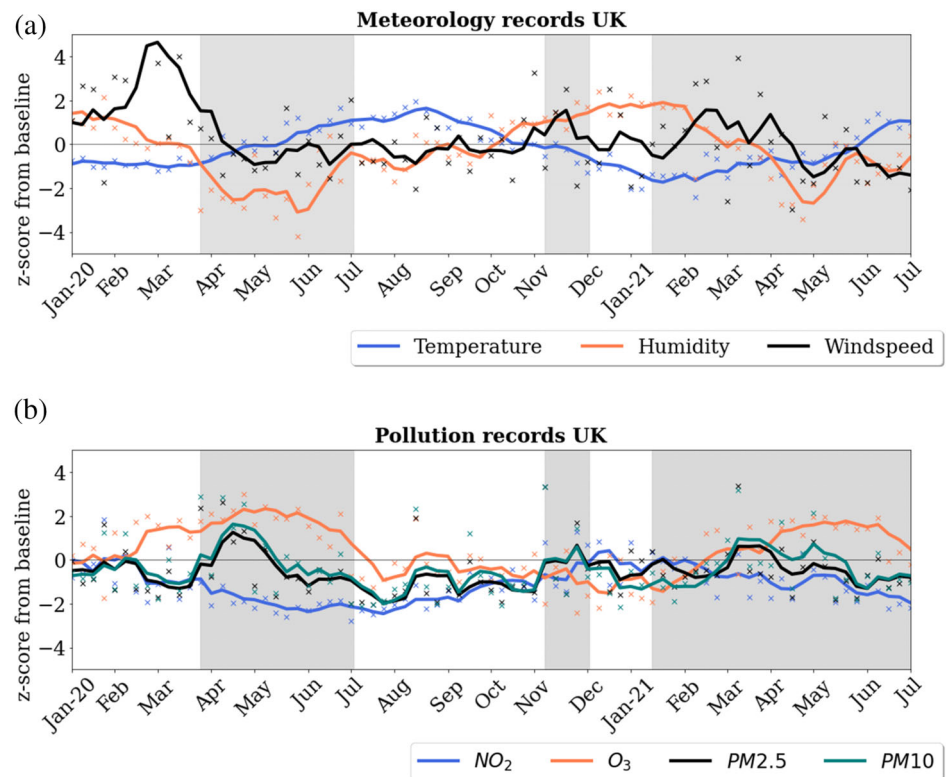 (a)
Meteorology records UK
z-score from baseline
4
2
0
−2
−4
Jan-20 Feb Mar Apr May Jun Jul Aug Sep Oct Nov Dec Jan-21 Feb Mar Apr May Jun Jul
Temperature Humidity Windspeed
(b)
Pollution records UK
z-score from baseline
4
2
0
−2
−4
Jan-20 Feb Mar Apr May Jun Jul Aug Sep Oct Nov Dec Jan-21 Feb Mar Apr May Jun Jul
NO₂ O₃ PM2.5 PM10